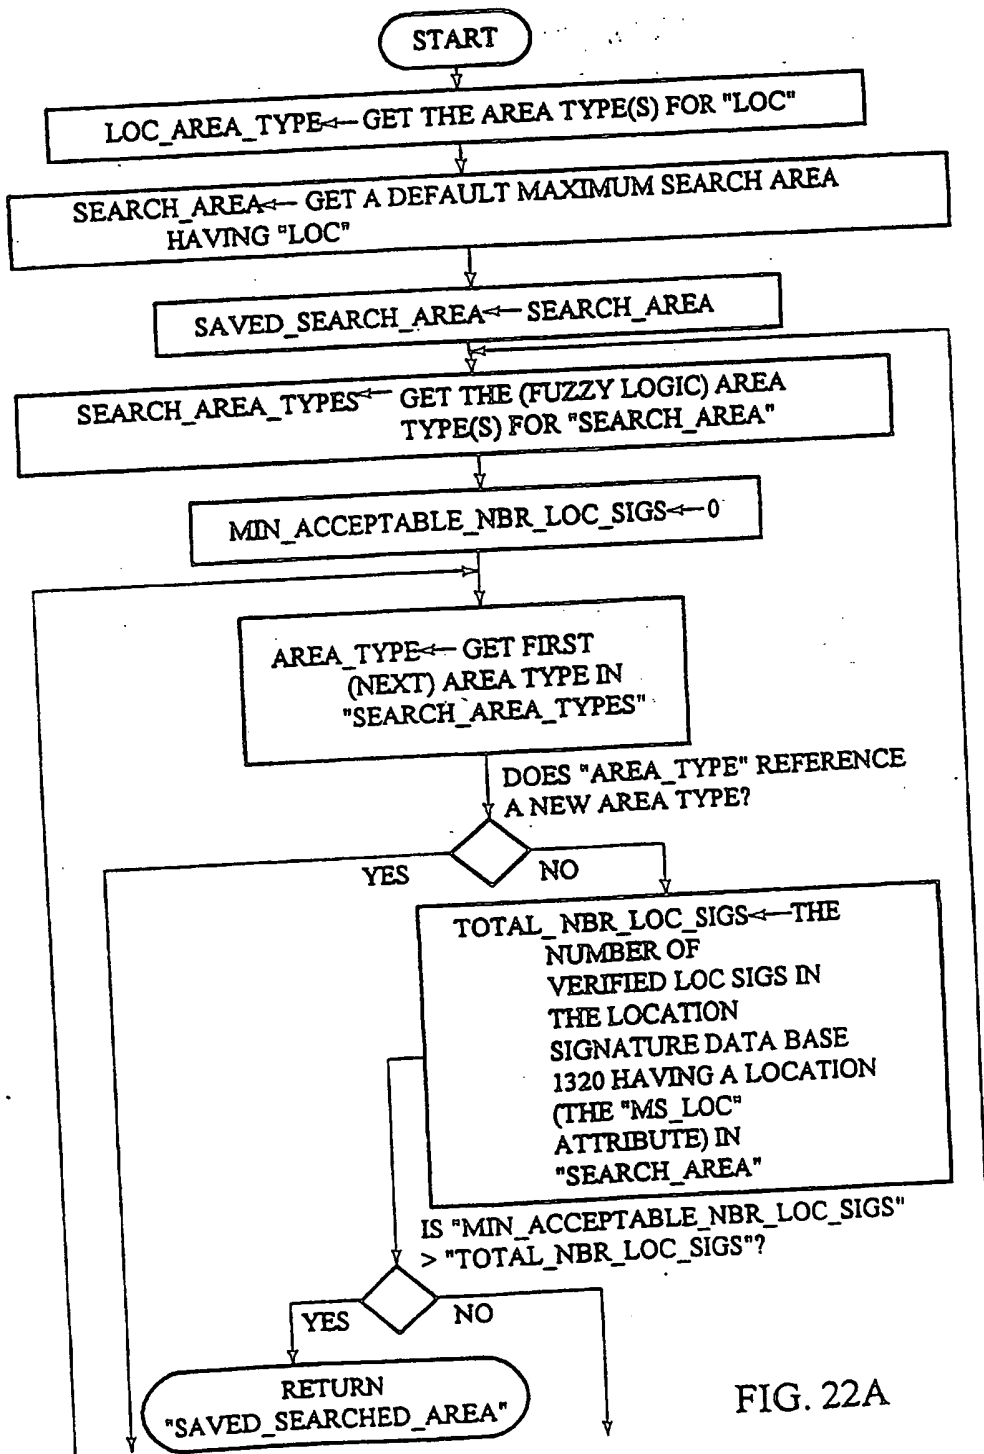 START
LOC_AREA_TYPE← GET THE AREA TYPE(S) FOR "LOC"
SEARCH_AREA← GET A DEFAULT MAXIMUM SEARCH AREA
HAVING "LOC"
SAVED_SEARCH_AREA← SEARCH_AREA
SEARCH_AREA_TYPES← GET THE (FUZZY LOGIC) AREA
TYPE(S) FOR "SEARCH_AREA"
MIN_ACCEPTABLE_NBR_LOC_SIGS←0
AREA_TYPE← GET FIRST
(NEXT) AREA TYPE IN
"SEARCH_AREA_TYPES"
DOES "AREA_TYPE" REFERENCE
A NEW AREA TYPE?
YES
NO
TOTAL_NBR_LOC_SIGS←THE
NUMBER OF
VERIFIED LOC SIGS IN
THE LOCATION
SIGNATURE DATA BASE
1320 HAVING A LOCATION
(THE "MS_LOC"
ATTRIBUTE) IN
"SEARCH_AREA"
IS "MIN_ACCEPTABLE_NBR_LOC_SIGS"
> "TOTAL_NBR_LOC_SIGS"?
YES
NO
RETURN
"SAVED_SEARCHED_AREA"
FIG. 22A